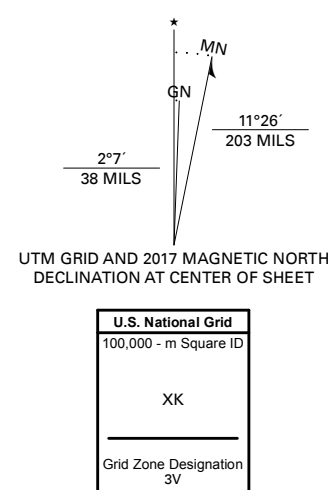 ★
MN
GN
11°26´
203 MILS
2°7´
38 MILS
UTM GRID AND 2017 MAGNETIC NORTH
DECLINATION AT CENTER OF SHEET
U.S. National Grid
100,000 - m Square ID
XK
Grid Zone Designation
3V